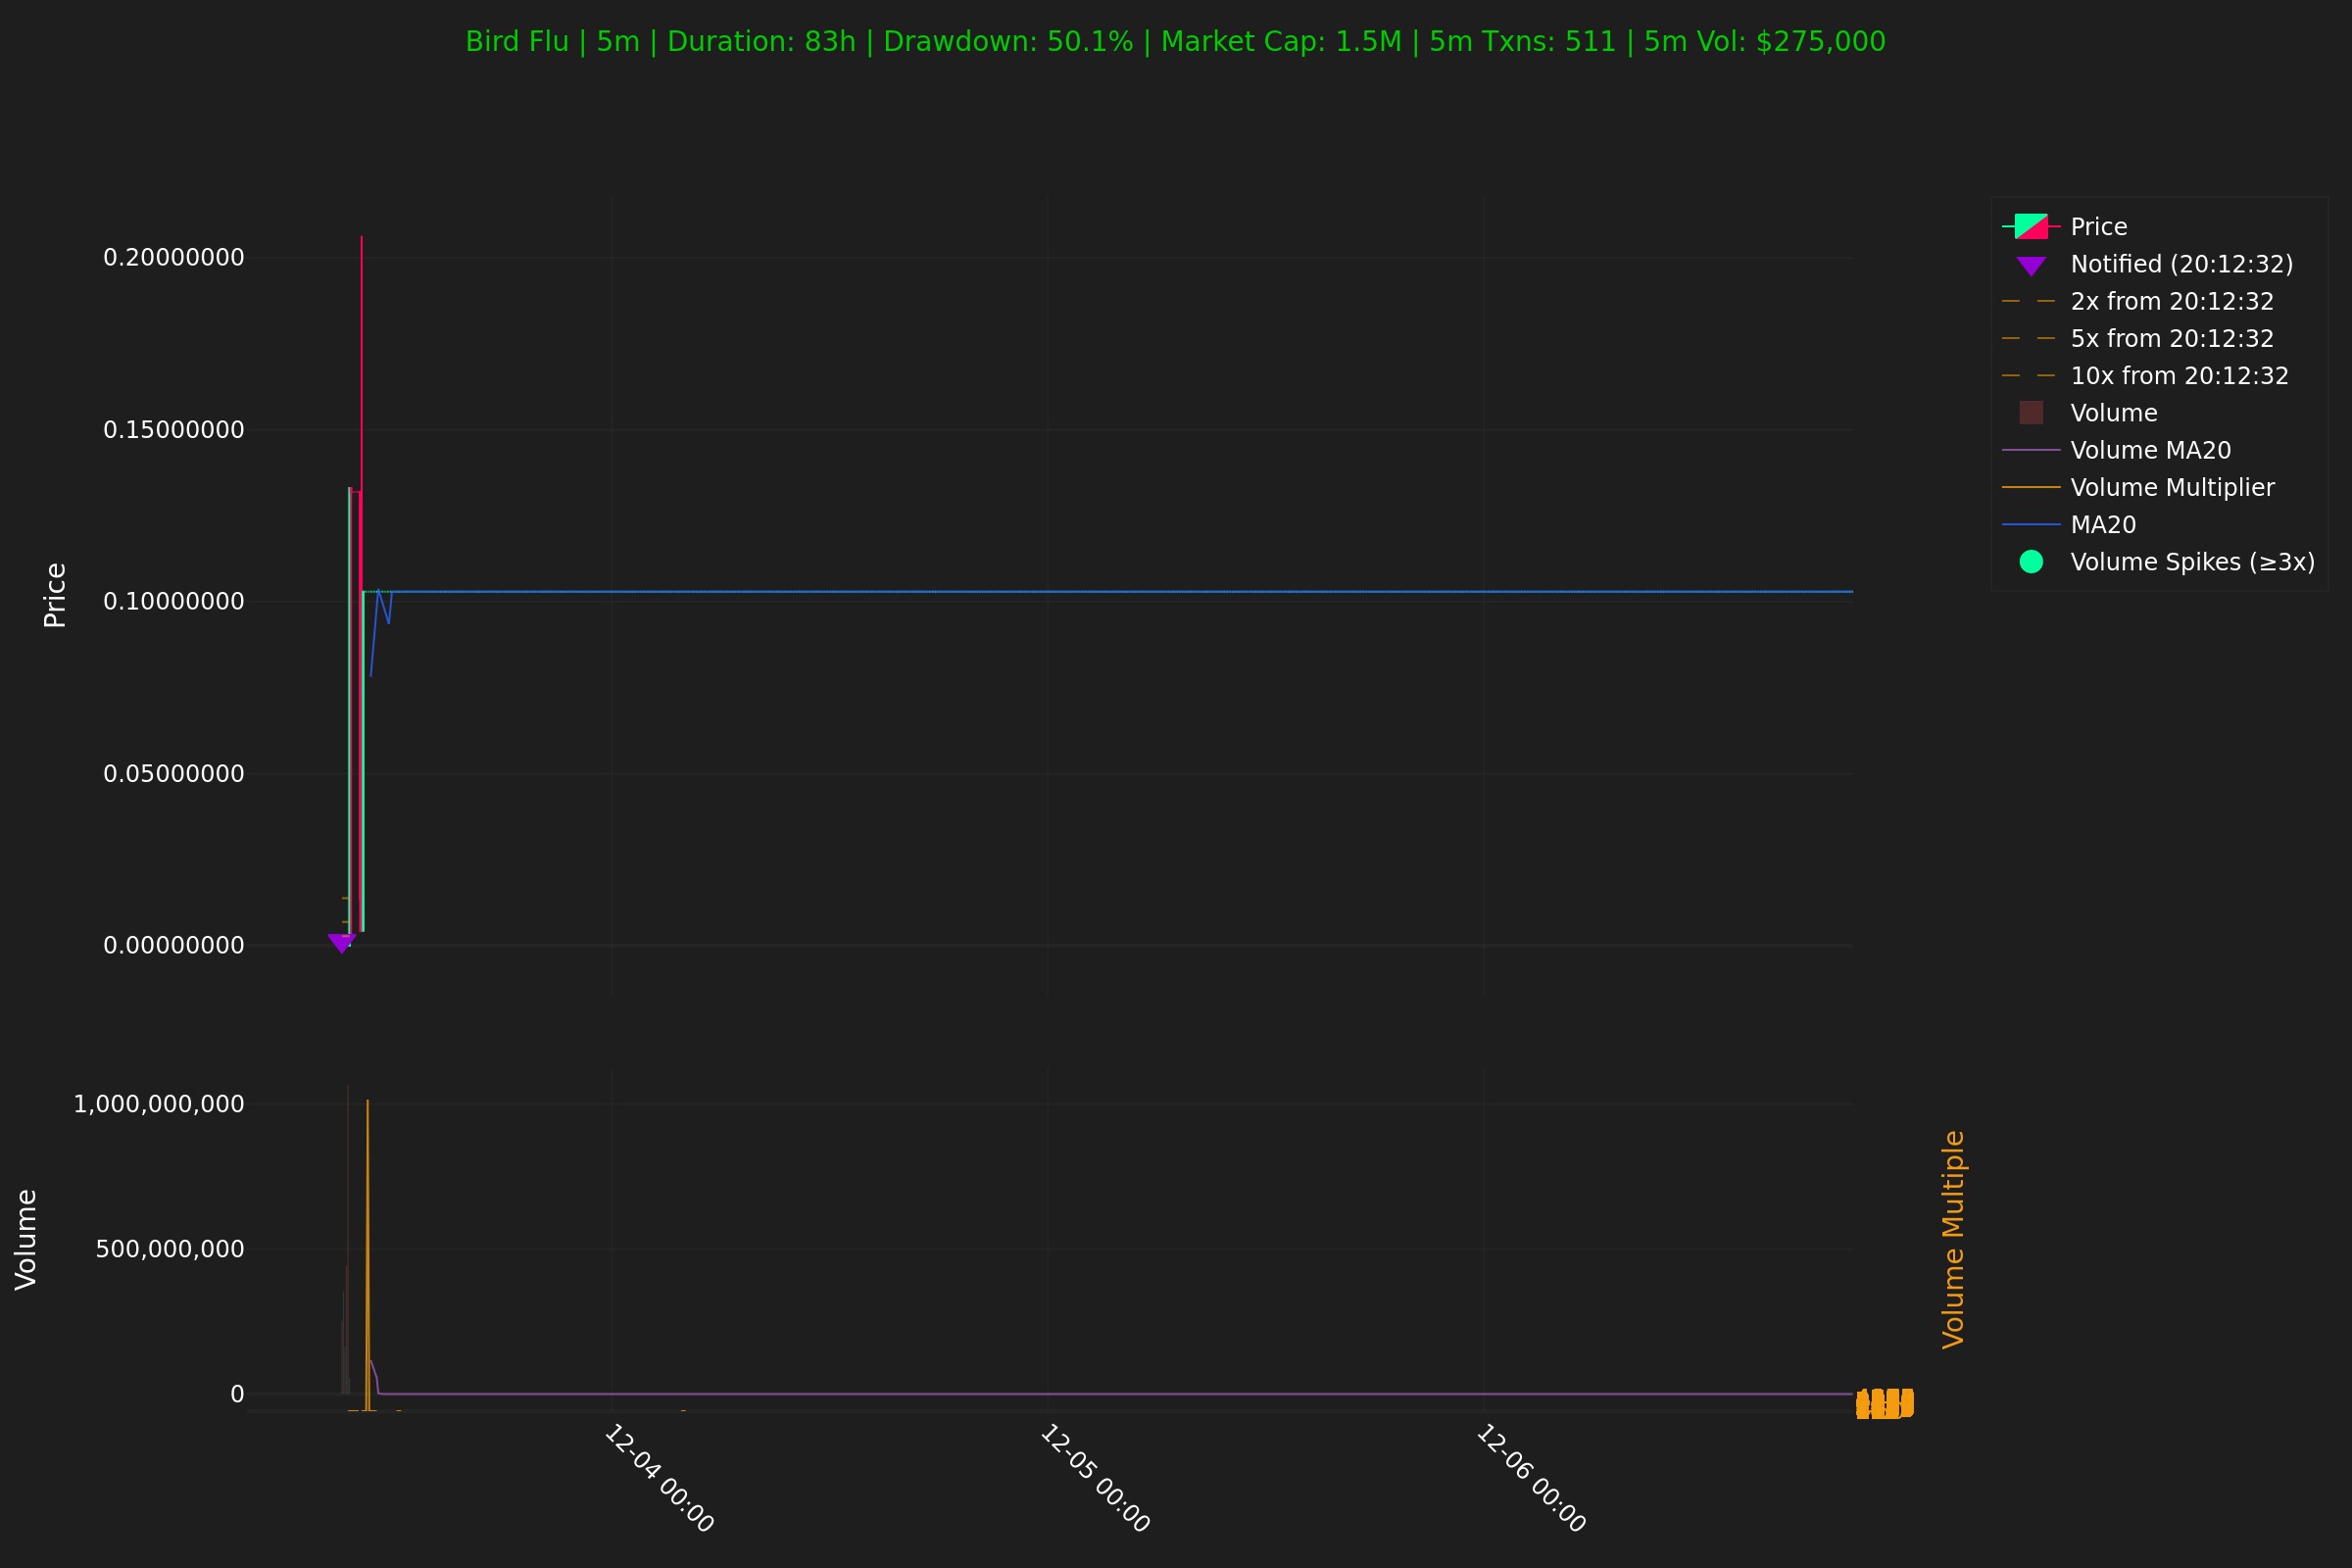 Bird Flu | 5m | Duration: 83h | Drawdown: 50.1% | Market Cap: 1.5M | 5m Txns: 511 | 5m Vol: $275,000
Price
0.20000000
0.15000000
0.10000000
0.05000000
0.00000000
Price
Notified (20:12:32)
2x from 20:12:32
5x from 20:12:32
10x from 20:12:32
Volume
Volume MA20
Volume Multiplier
MA20
Volume Spikes (≥3x)
Volume
1,000,000,000
500,000,000
0
Volume Multiple
12-04 00:00
12-05 00:00
12-06 00:00